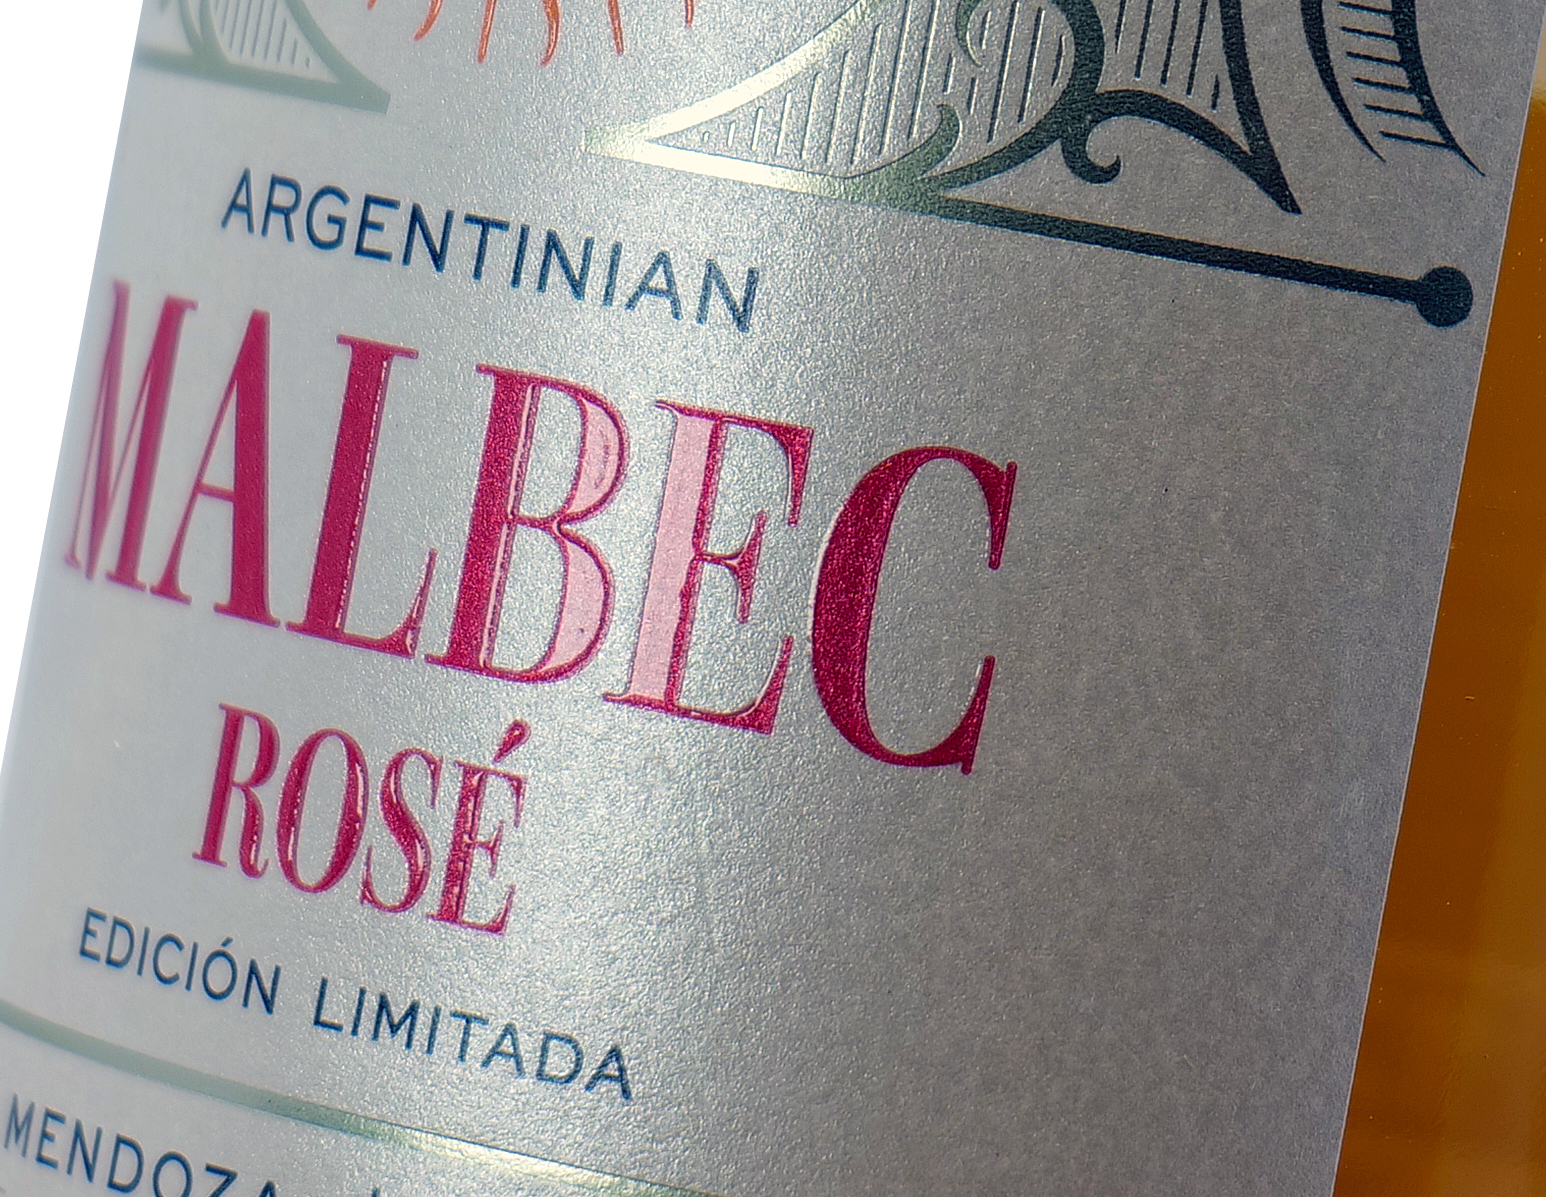 ARGENTINIAN
MALBEC
ROSÉ
EDICIÓN LIMITADA
MENDOZA